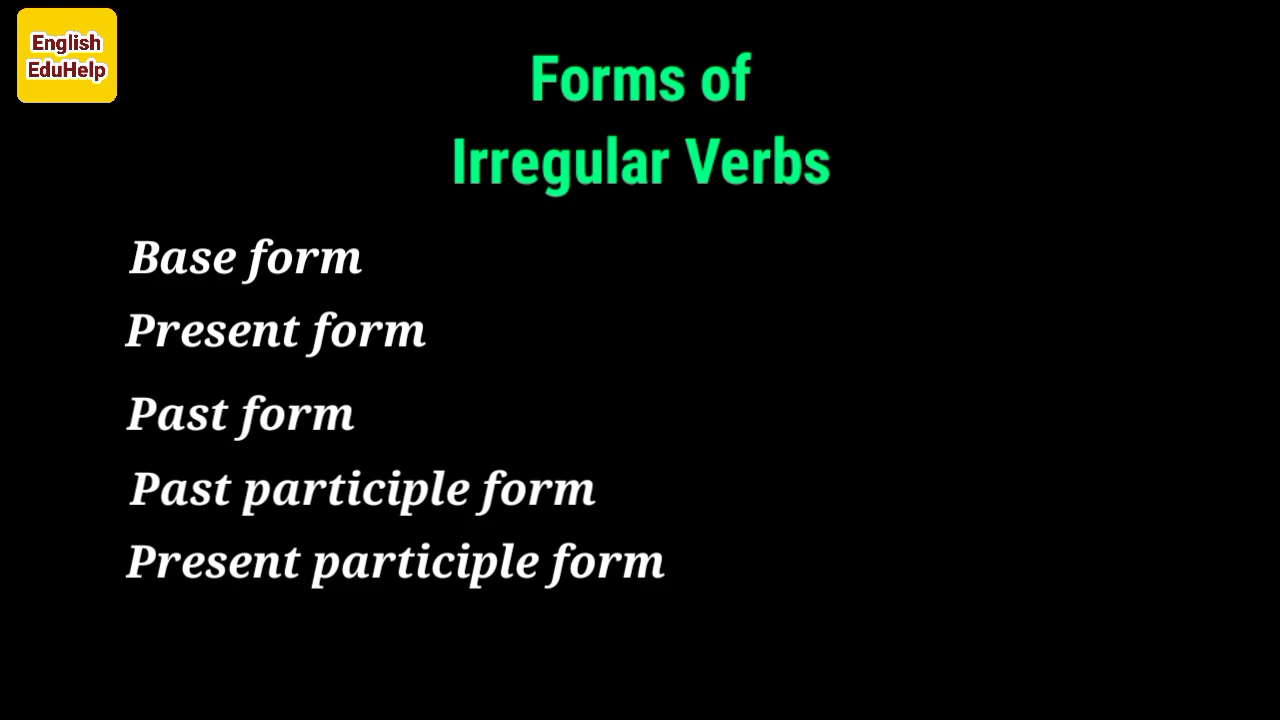 English
EduHelp
Forms of
Irregular Verbs
Base form
Present form
Past form
Past participle form
Present participle form